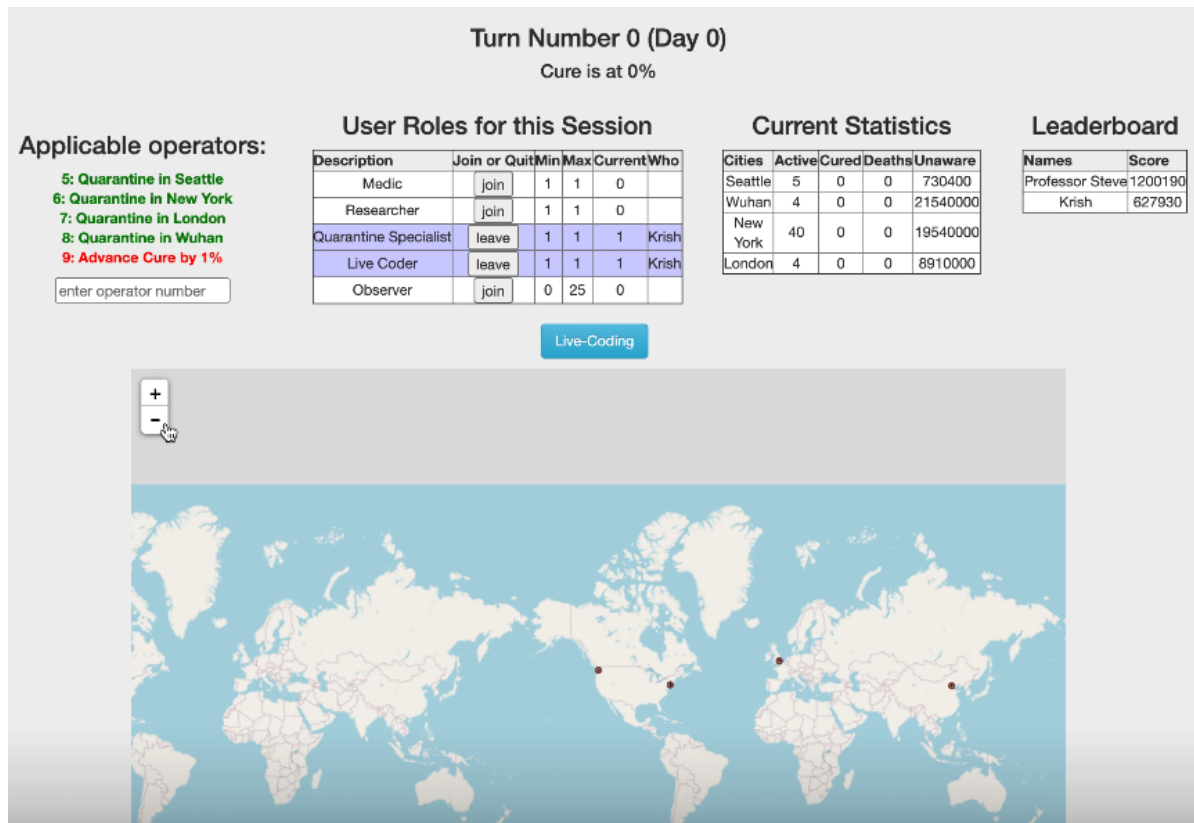 Turn Number 0 (Day 0)
Cure is at 0%
Applicable operators:
5: Quarantine in Seattle
6: Quarantine in New York
7: Quarantine in London
8: Quarantine in Wuhan
9: Advance Cure by 1%
enter operator number
User Roles for this Session
Description Join or Quit Min Max Current Who
Medic join 1 1 0
Researcher join 1 1 0
Quarantine Specialist leave 1 1 1 Krish
Live Coder leave 1 1 1 Krish
Observer join 0 25 0
Current Statistics
Cities Active Cured Deaths Unaware
Seattle 5 0 0 730400
Wuhan 4 0 0 21540000
New
York 40 0 0 19540000
London 4 0 0 8910000
Leaderboard
Names Score
Professor Steve 1200190
Krish 627930
Live-Coding
+
−